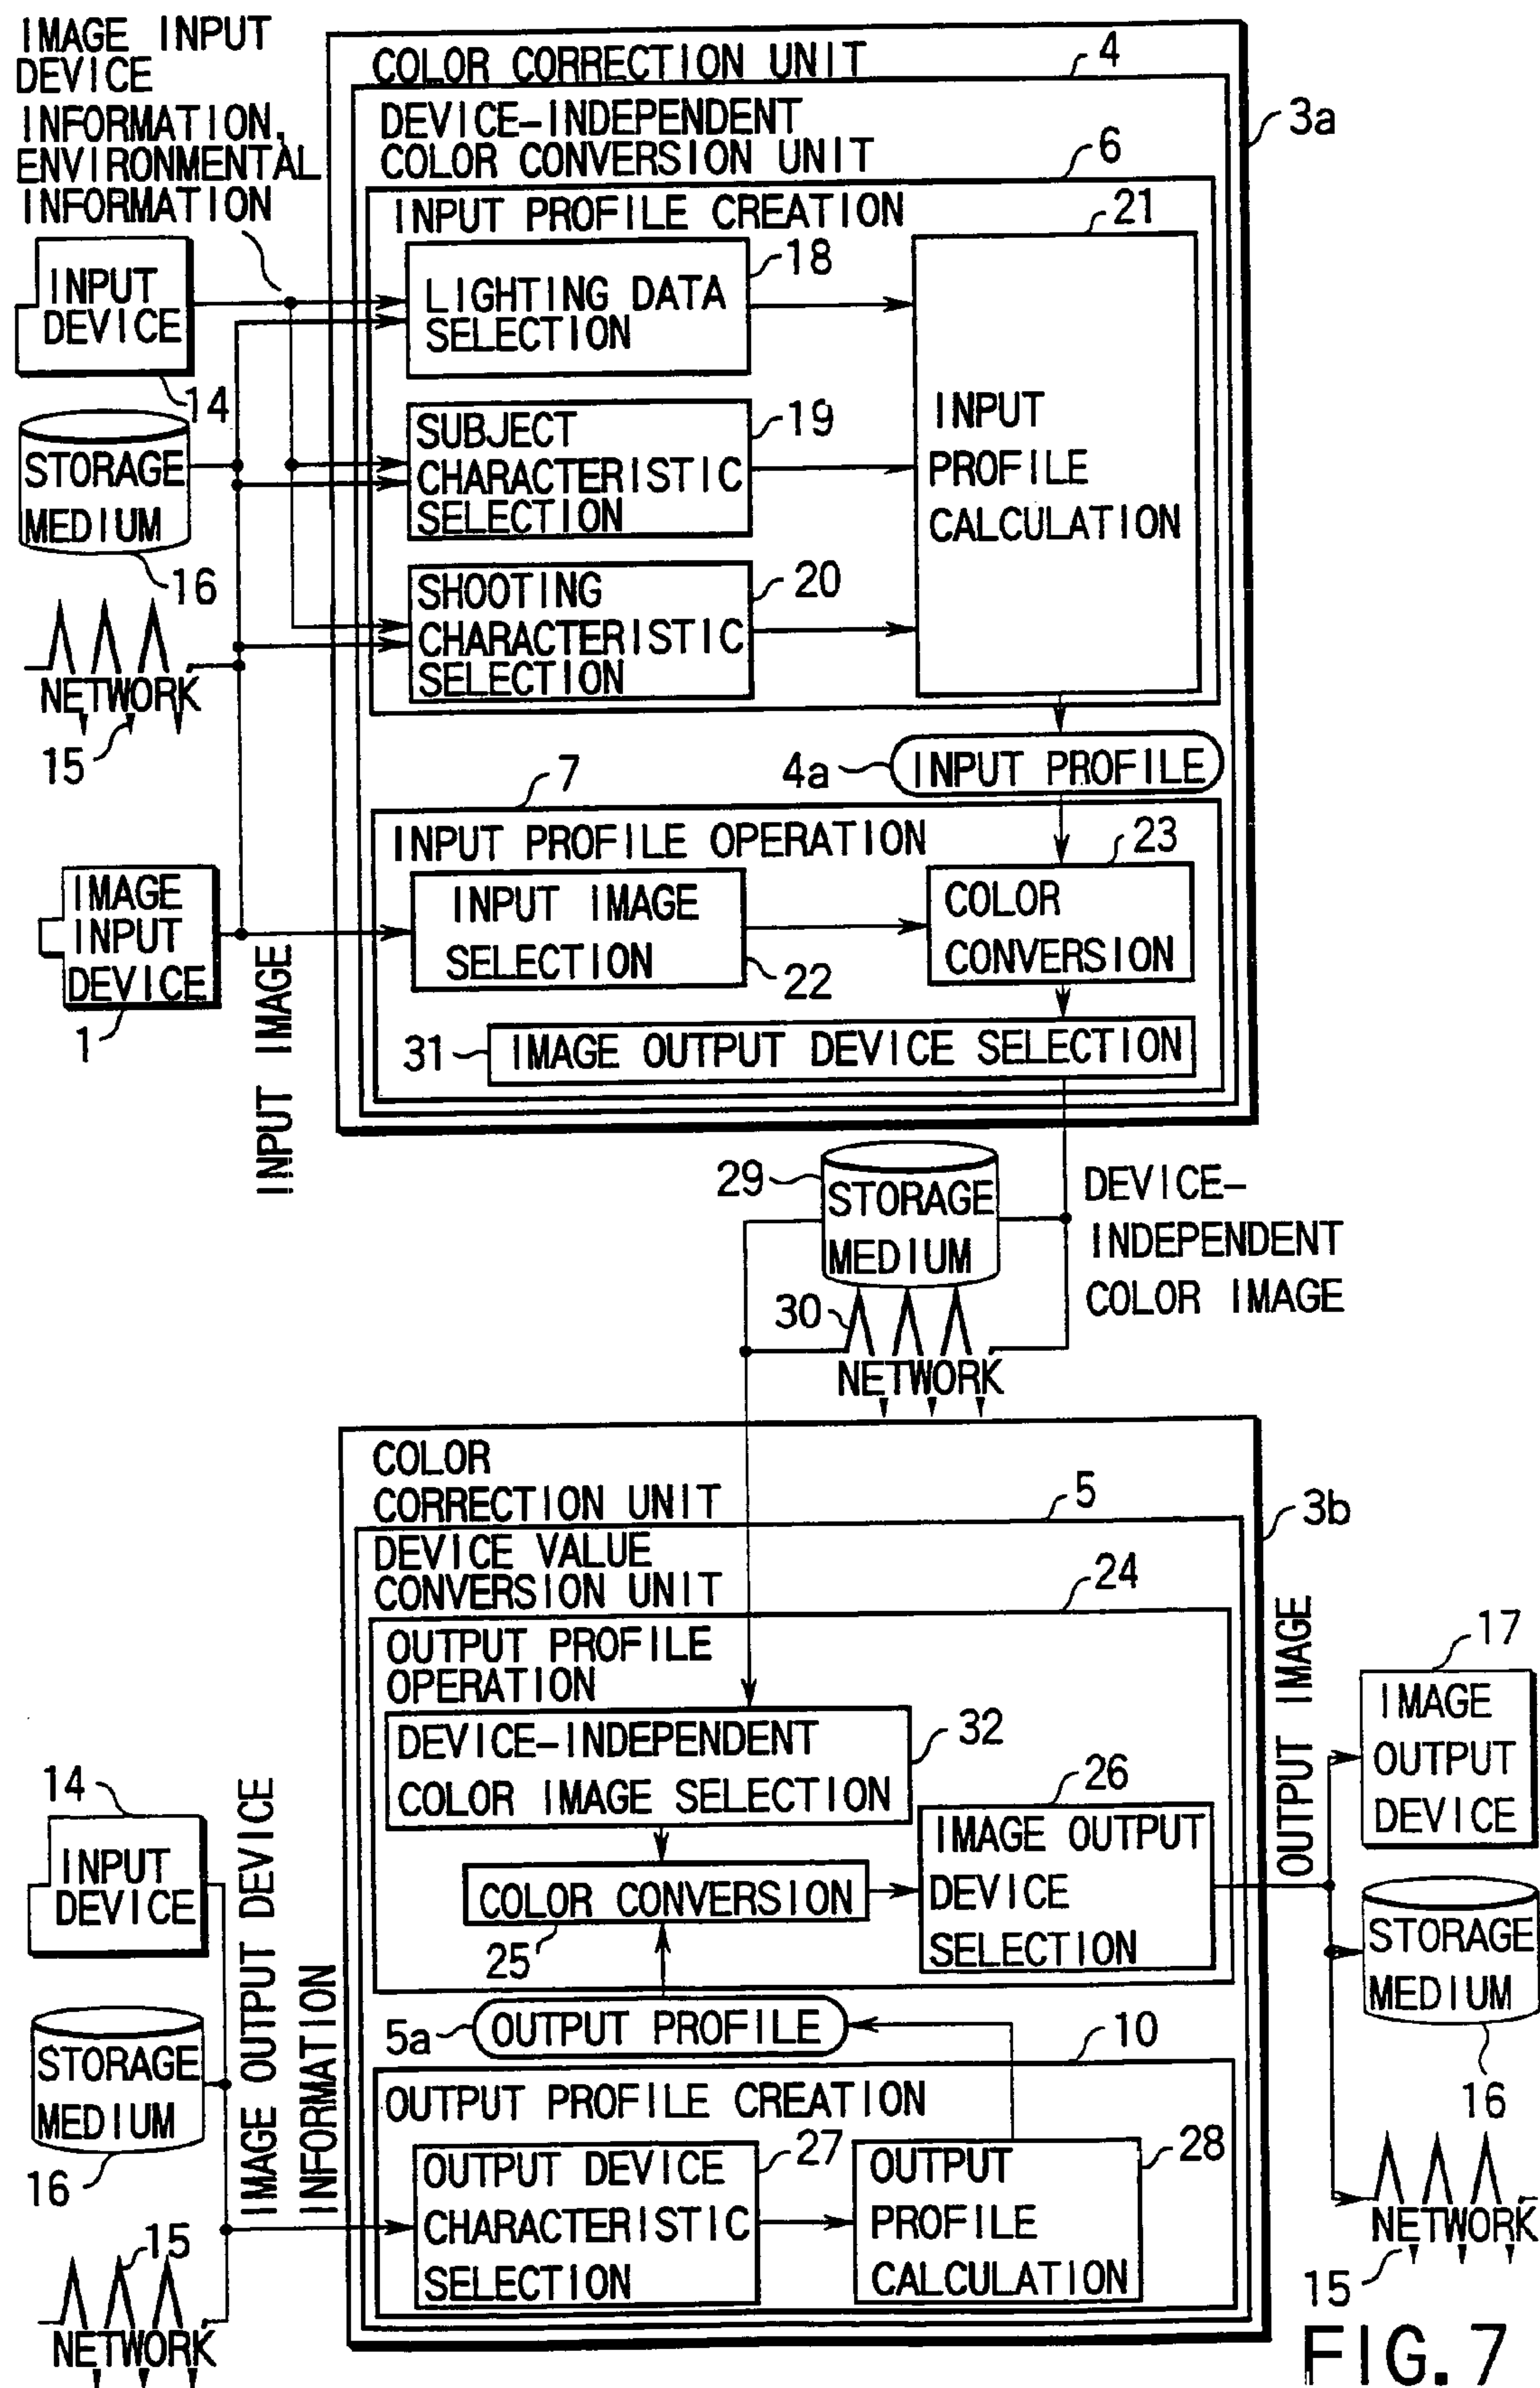 IMAGE INPUT
DEVICE
INFORMATION,
ENVIRONMENTAL
INFORMATION
COLOR CORRECTION UNIT
4
DEVICE-INDEPENDENT
COLOR CONVERSION UNIT
3a
6
INPUT PROFILE CREATION
21
INPUT
DEVICE
14
LIGHTING DATA
SELECTION
18
STORAGE
MEDIUM
16
SUBJECT
CHARACTERISTIC
SELECTION
19
INPUT
PROFILE
CALCULATION
SHOOTING
CHARACTERISTIC
SELECTION
20
NETWORK
15
4a
INPUT PROFILE
7
INPUT PROFILE OPERATION
23
IMAGE
INPUT
DEVICE
1
INPUT IMAGE
INPUT IMAGE
SELECTION
22
COLOR
CONVERSION
31
IMAGE OUTPUT DEVICE SELECTION
29
STORAGE
MEDIUM
DEVICE-
INDEPENDENT
COLOR IMAGE
30
NETWORK
COLOR
CORRECTION UNIT
5
3b
DEVICE VALUE
CONVERSION UNIT
24
OUTPUT PROFILE
OPERATION
DEVICE-INDEPENDENT
COLOR IMAGE SELECTION
32
26
IMAGE OUTPUT
DEVICE
SELECTION
COLOR CONVERSION
25
OUTPUT IMAGE
17
IMAGE
OUTPUT
DEVICE
STORAGE
MEDIUM
16
NETWORK
15
14
INPUT
DEVICE
STORAGE
MEDIUM
16
15
NETWORK
IMAGE OUTPUT DEVICE
INFORMATION
5a
OUTPUT PROFILE
10
OUTPUT PROFILE CREATION
OUTPUT DEVICE
CHARACTERISTIC
SELECTION
27
OUTPUT
PROFILE
CALCULATION
28
FIG. 7